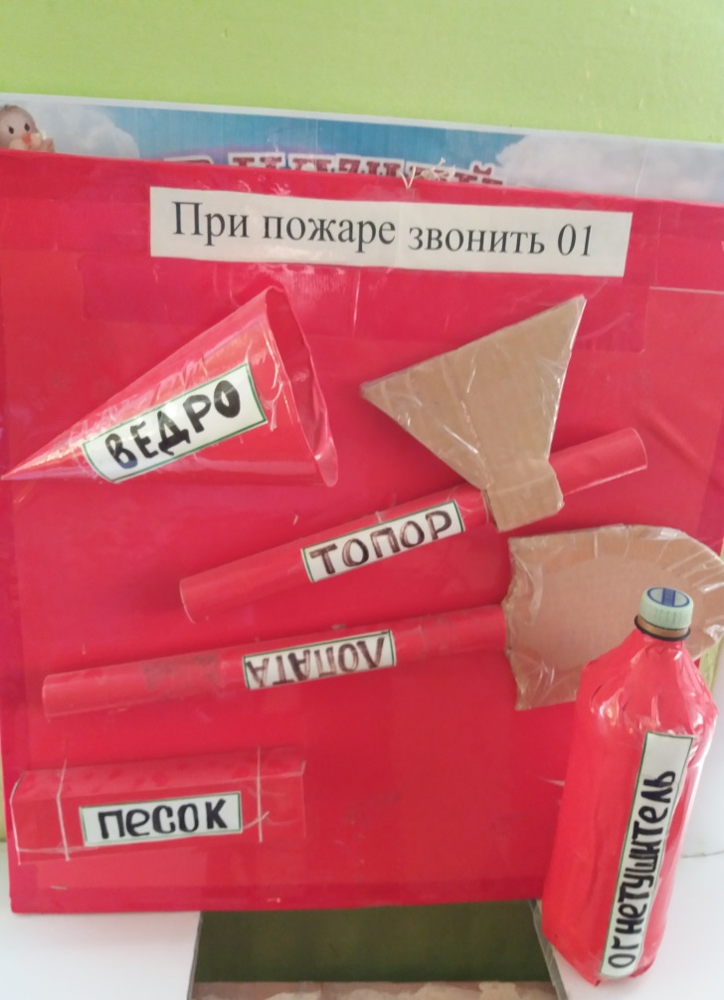 При пожаре звонить 01
ВЕДРО
ТОПОР
ЛОПАТА
ПЕСОК
ОГНЕТУШИТЕЛЬ